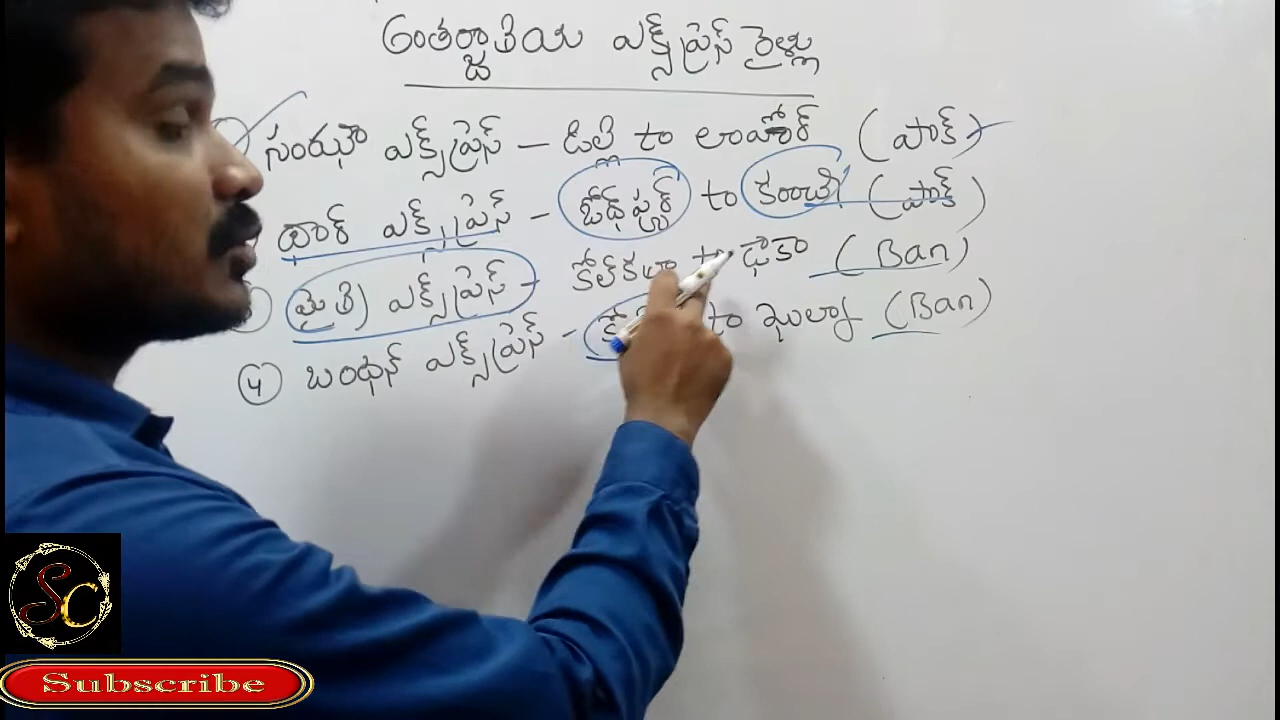 అంతర్జాతీయ ఎక్స్ ప్రెస్ రైళ్లు
సంఝౌతా ఎక్స్ ప్రెస్ – డిల్లీ to లాహోర్ (పాక్)
థార్ ఎక్స్ ప్రెస్ – జోధ్ పూర్ to కరాచీ (పాక్)
మైత్రి ఎక్స్ ప్రెస్ – కోల్ కతా to ఢాకా (Ban)
4 బంధన్ ఎక్స్ ప్రెస్ – to ఖుల్నా (Ban)
SC
Subscribe